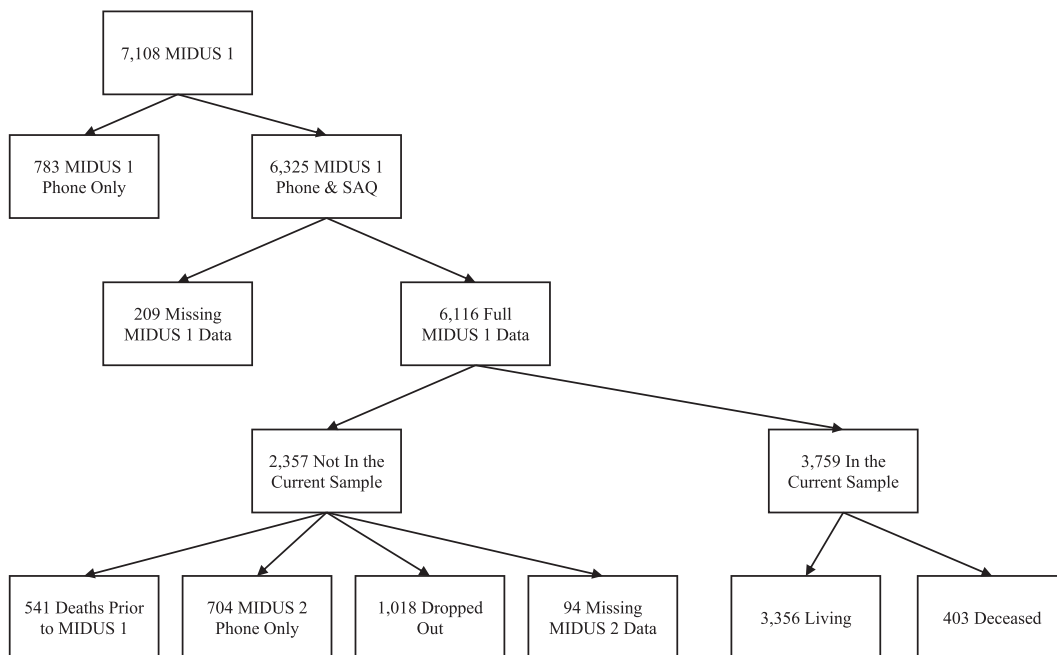 7,108 MIDUS 1
783 MIDUS 1
Phone Only
6,325 MIDUS 1
Phone & SAQ
209 Missing
MIDUS 1 Data
6,116 Full
MIDUS 1 Data
2,357 Not In the
Current Sample
3,759 In the
Current Sample
541 Deaths Prior
to MIDUS 1
704 MIDUS 2
Phone Only
1,018 Dropped
Out
94 Missing
MIDUS 2 Data
3,356 Living
403 Deceased